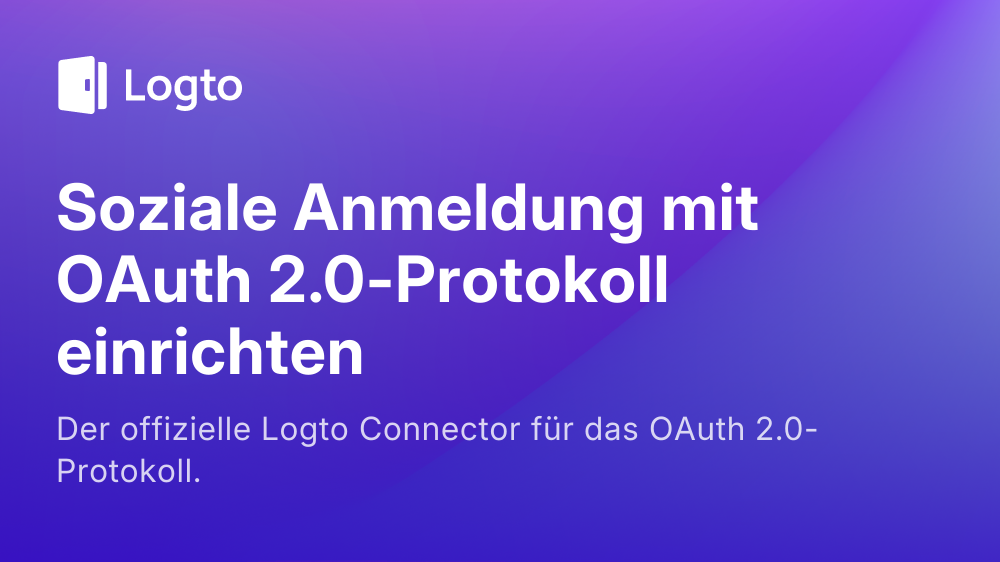 Logto
Soziale Anmeldung mit
OAuth 2.0-Protokoll
einrichten
Der offizielle Logto Connector für das OAuth 2.0-
Protokoll.